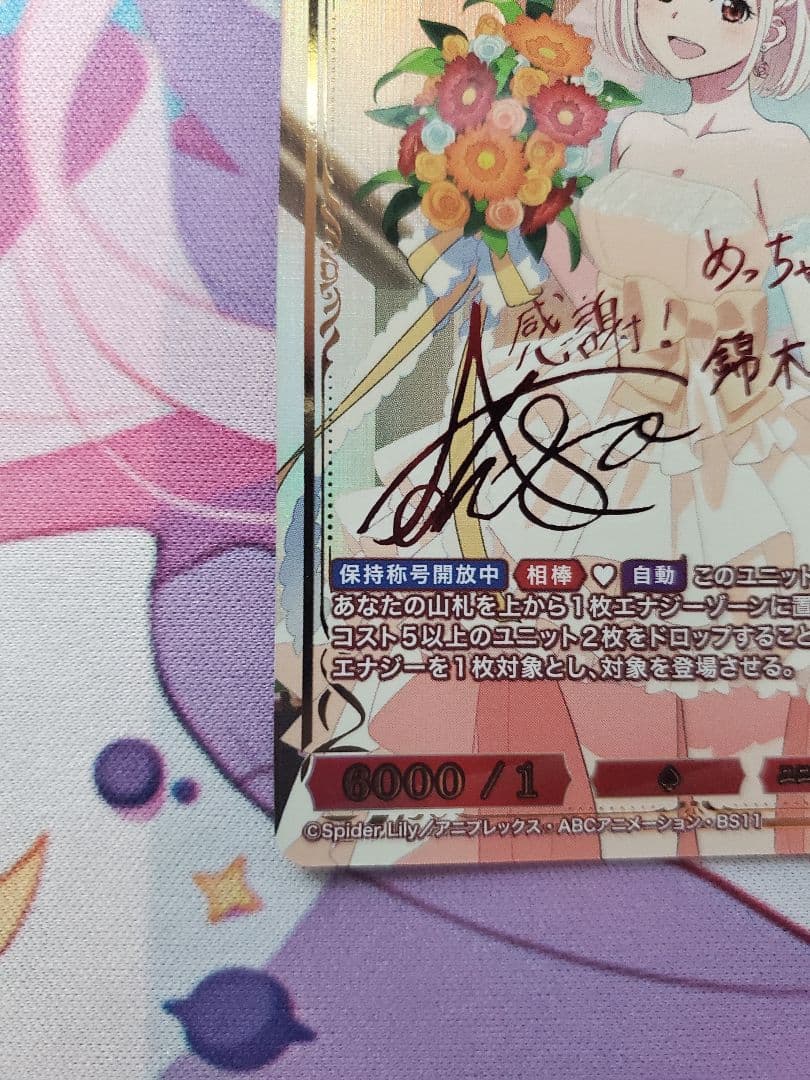 めっちゃ
感謝!
錦木
保持称号開放中 相棒 ♥ 自動 このユニット
あなたの山札を上から1枚エナジーゾーンに置
コスト5以上のユニット2枚をドロップすること
エナジーを1枚対象とし、対象を登場させる。
6000 / 1
©Spider Lily/アニプレックス・ABCアニメーション・BS11